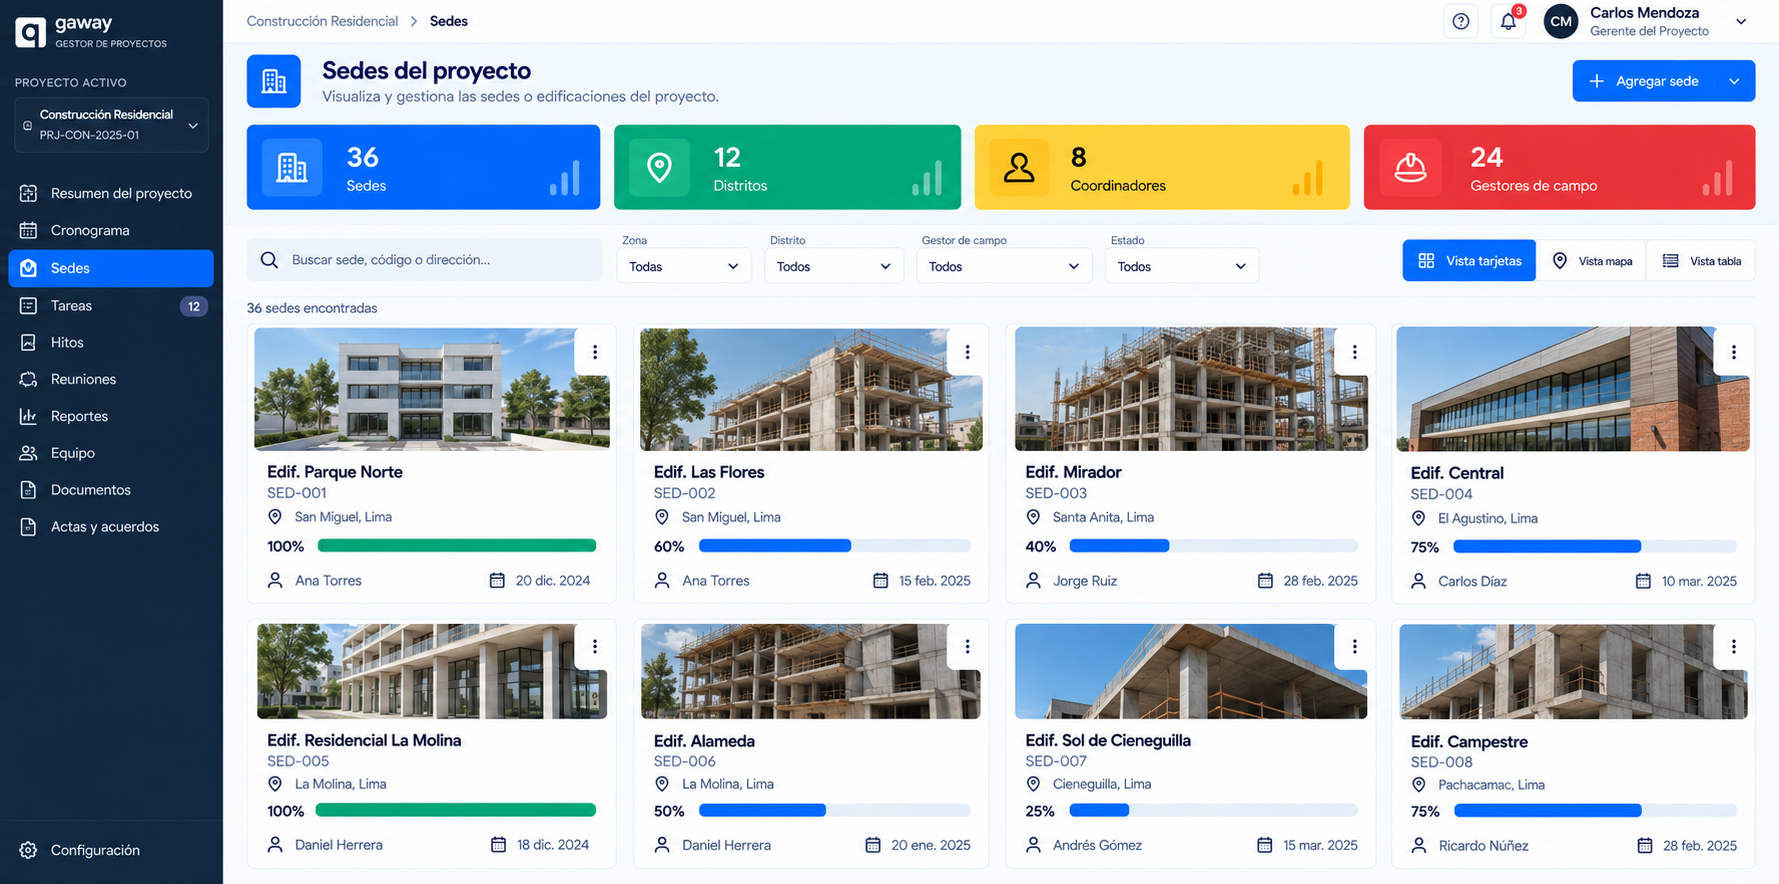 gaway
GESTOR DE PROYECTOS
PROYECTO ACTIVO
Construcción Residencial
PRJ-CON-2025-01
Resumen del proyecto
Cronograma
Sedes
Tareas 12
Hitos
Reuniones
Reportes
Equipo
Documentos
Actas y acuerdos
Configuración
Construcción Residencial > Sedes
3
CM
Carlos Mendoza
Gerente del Proyecto
Sedes del proyecto
Visualiza y gestiona las sedes o edificaciones del proyecto.
+ Agregar sede
36
Sedes
12
Distritos
8
Coordinadores
24
Gestores de campo
Buscar sede, código o dirección...
Zona
Todas
Distrito
Todos
Gestor de campo
Todos
Estado
Todos
Vista tarjetas
Vista mapa
Vista tabla
36 sedes encontradas
Edif. Parque Norte
SED-001
San Miguel, Lima
100%
Ana Torres 20 dic. 2024
Edif. Las Flores
SED-002
San Miguel, Lima
60%
Ana Torres 15 feb. 2025
Edif. Mirador
SED-003
Santa Anita, Lima
40%
Jorge Ruiz 28 feb. 2025
Edif. Central
SED-004
El Agustino, Lima
75%
Carlos Díaz 10 mar. 2025
Edif. Residencial La Molina
SED-005
La Molina, Lima
100%
Daniel Herrera 18 dic. 2024
Edif. Alameda
SED-006
La Molina, Lima
50%
Daniel Herrera 20 ene. 2025
Edif. Sol de Cieneguilla
SED-007
Cieneguilla, Lima
25%
Andrés Gómez 15 mar. 2025
Edif. Campestre
SED-008
Pachacamac, Lima
75%
Ricardo Núñez 28 feb. 2025